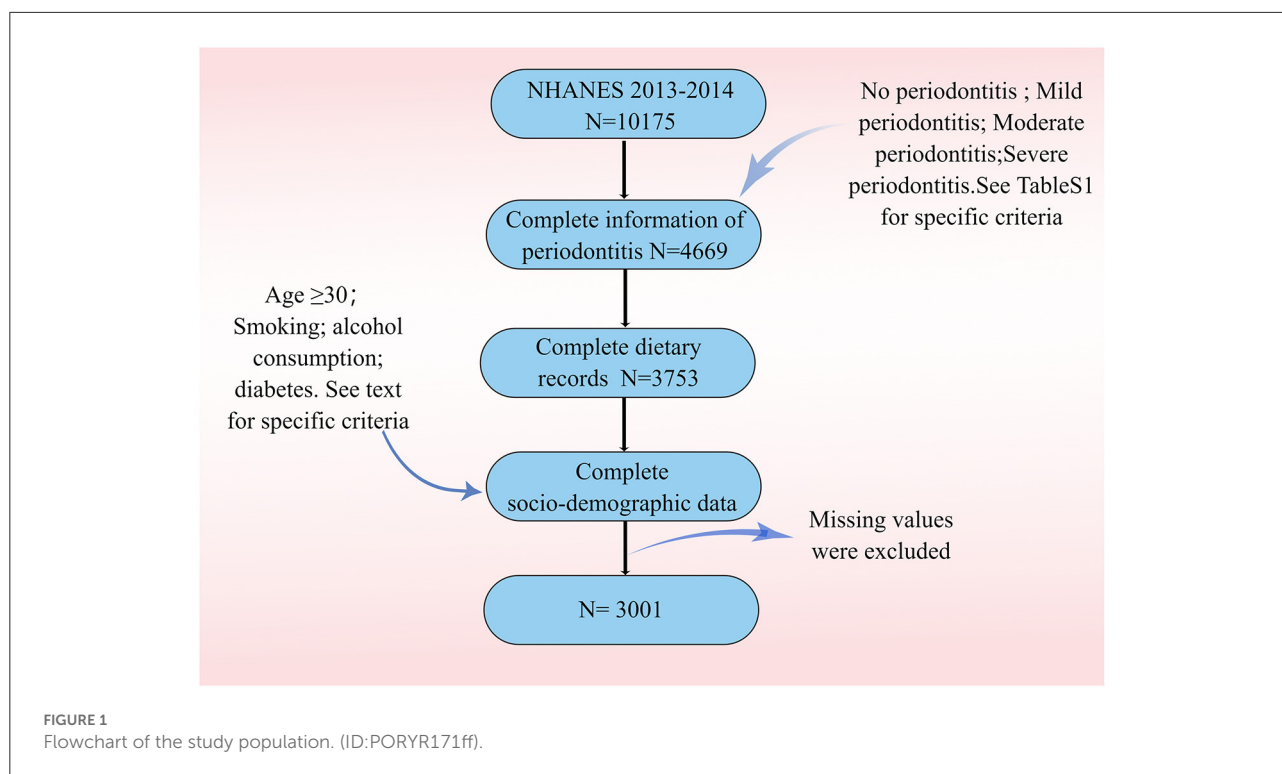 NHANES 2013-2014
N=10175
No periodontitis ; Mild
periodontitis; Moderate
periodontitis;Severe
periodontitis.See TableS1
for specific criteria
Complete information of
periodontitis N=4669
Age ≥30;
Smoking; alcohol
consumption;
diabetes. See text
for specific criteria
Complete dietary
records N=3753
Complete
socio-demographic data
Missing values
were excluded
N= 3001
FIGURE 1
Flowchart of the study population. (ID:PORYR171ff).